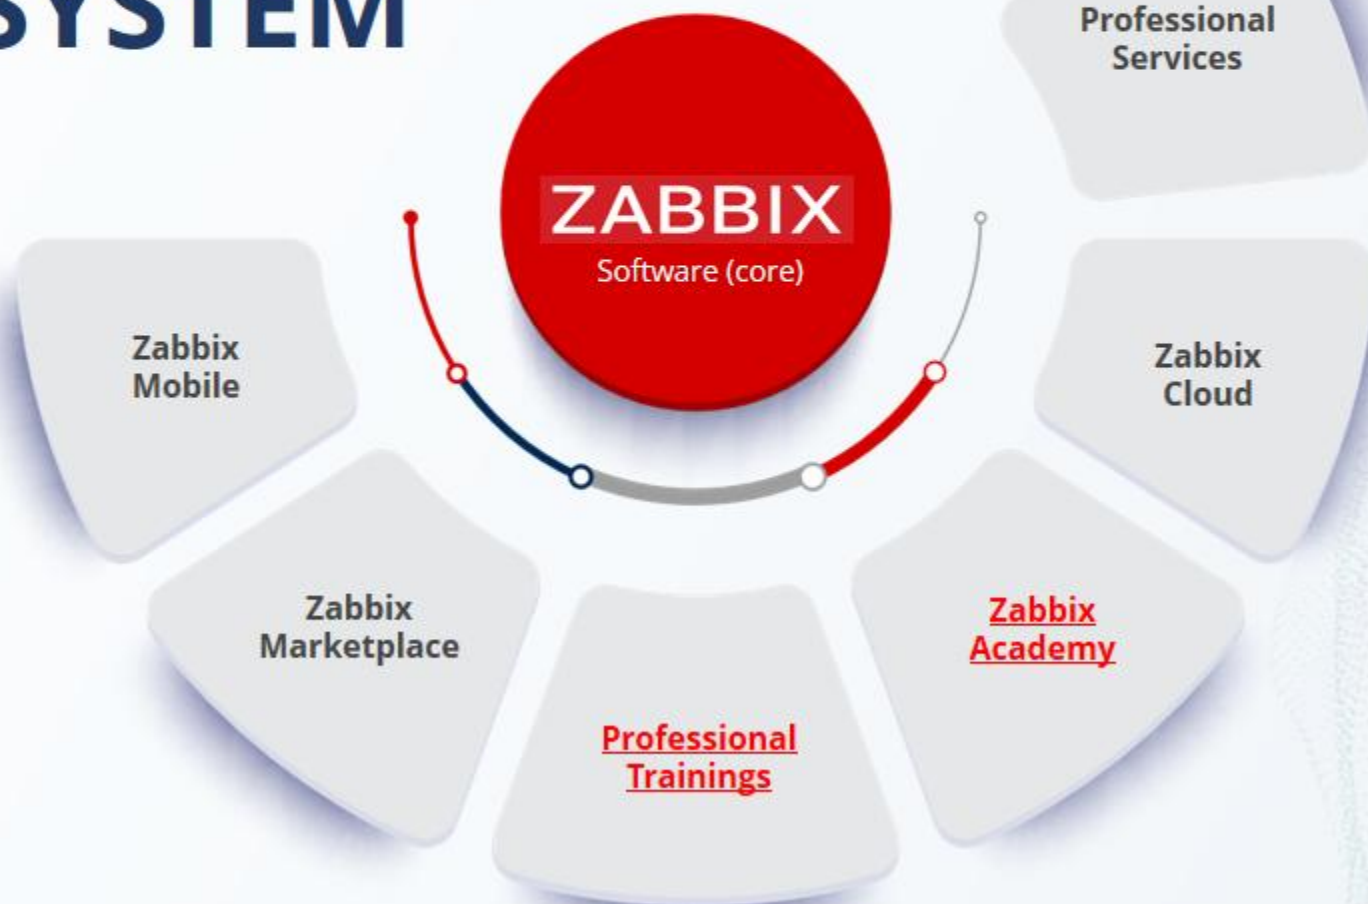 SYSTEM
Professional
Services
ZABBIX
Software (core)
Zabbix
Mobile
Zabbix
Cloud
Zabbix
Marketplace
Zabbix
Academy
Professional
Trainings